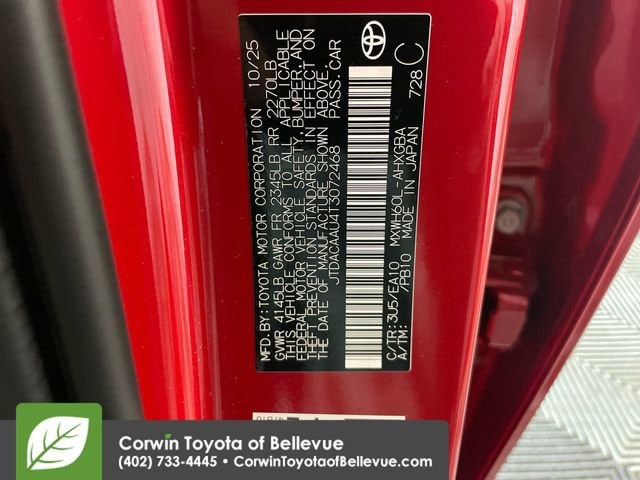 MFD.BY:TOYOTA MOTOR CORPORATION 10/25
GVWR 4145LB GAWR FR 2345LB RR 2270LB
THIS VEHICLE CONFORMS TO ALL APPLICABLE
FEDERAL MOTOR VEHICLE SAFETY,BUMPER,AND
THEFT PREVENTION STANDARDS IN EFFECT ON
THE DATE OF MANUFACTURE SHOWN ABOVE.
JTDACAAU4T3072468 PASS.CAR
C/TR:3U5/EA10 MXWH60L-AHXGBA
A/TM: /PB10 MADE IN JAPAN
728
C
Corwin Toyota of Bellevue
(402) 733-4445 • CorwinToyotaofBellevue.com